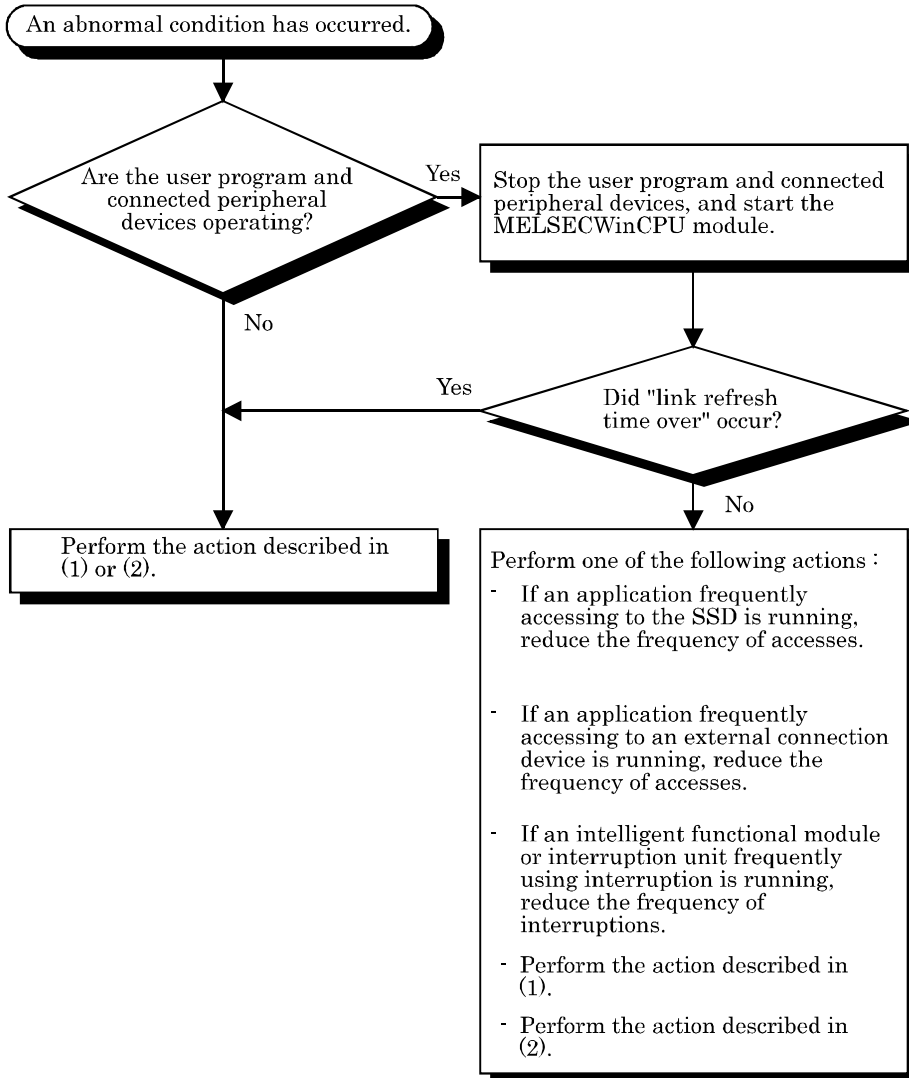 An abnormal condition has occurred.
Are the user program and
connected peripheral
devices operating?
Yes
Stop the user program and connected
peripheral devices, and start the
MELSECWinCPU module.
No
Yes
Did "link refresh
time over" occur?
No
Perform the action described in
(1) or (2).
Perform one of the following actions :
- If an application frequently
accessing to the SSD is running,
reduce the frequency of accesses.
- If an application frequently
accessing to an external connection
device is running, reduce the
frequency of accesses.
- If an intelligent functional module
or interruption unit frequently
using interruption is running,
reduce the frequency of
interruptions.
- Perform the action described in
(1).
- Perform the action described in
(2).